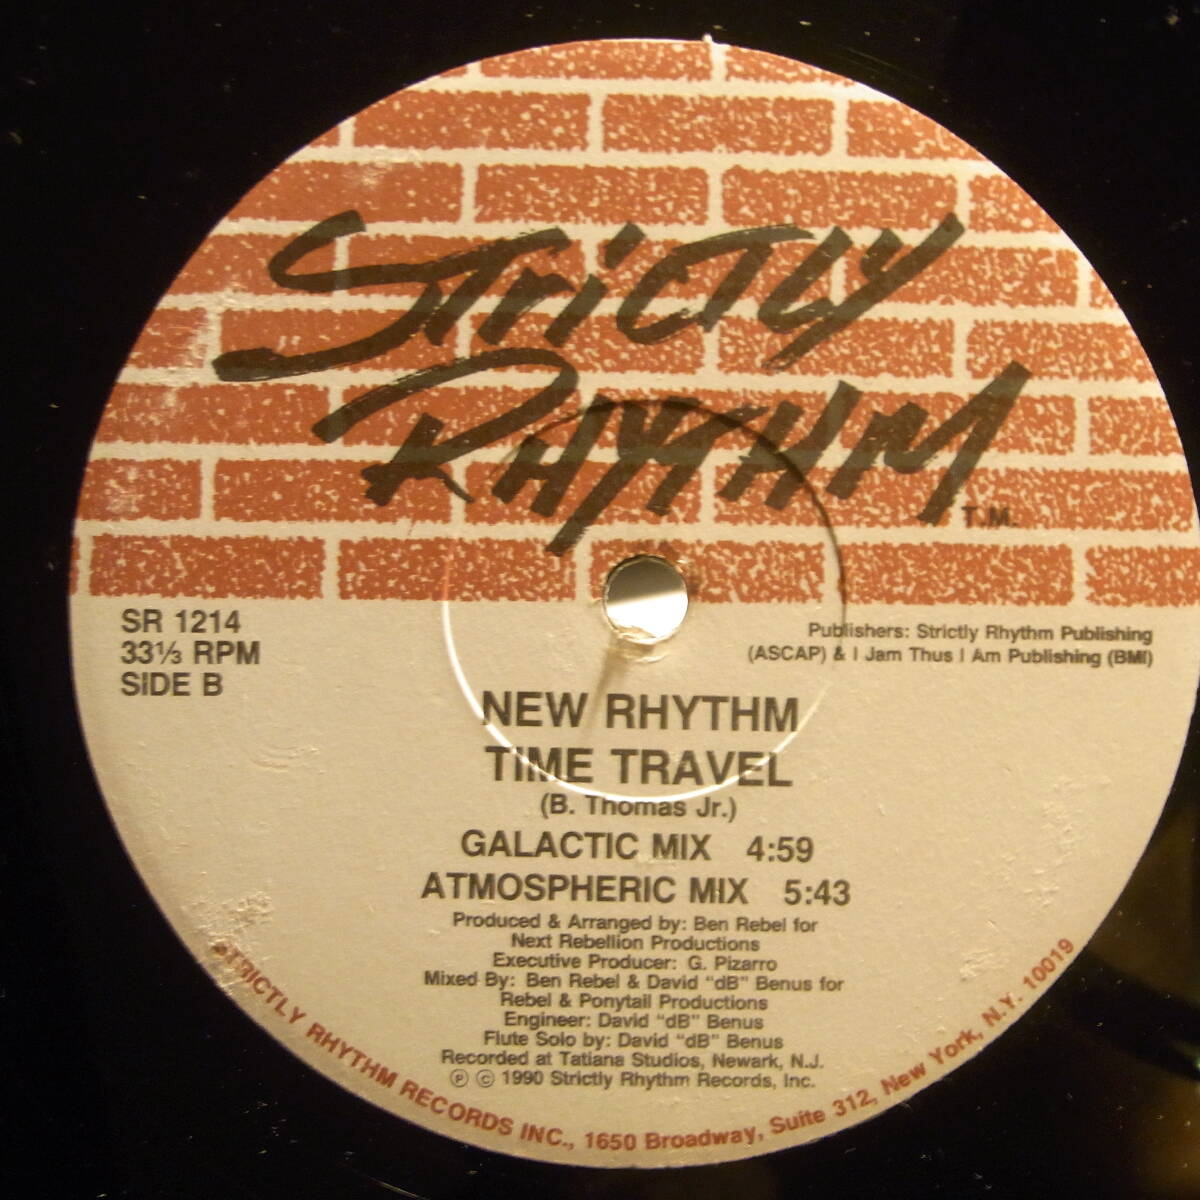 Strictly
Rhythm
T.M.
SR 1214
33⅓ RPM
SIDE B
Publishers: Strictly Rhythm Publishing
(ASCAP) & I Jam Thus I Am Publishing (BMI)
NEW RHYTHM
TIME TRAVEL
(B. Thomas Jr.)
GALACTIC MIX 4:59
ATMOSPHERIC MIX 5:43
Produced & Arranged by: Ben Rebel for
Next Rebellion Productions
Executive Producer: G. Pizarro
Mixed By: Ben Rebel & David "dB" Benus for
Rebel & Ponytail Productions
Engineer: David "dB" Benus
Flute Solo by: David "dB" Benus
Recorded at Tatiana Studios, Newark, N.J.
℗ © 1990 Strictly Rhythm Records, Inc.
STRICTLY RHYTHM RECORDS INC., 1650 Broadway, Suite 312, New York, N.Y. 10019